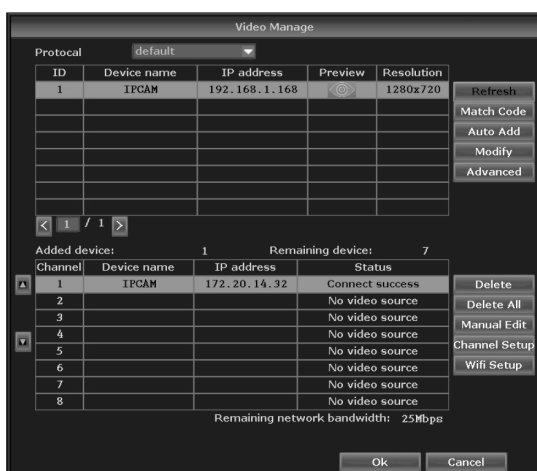 Video Manage
Protocal default
ID Device name IP address Preview Resolution
1 IPCAM 192.168.1.168 1280x720
Refresh
Match Code
Auto Add
Modify
Advanced
1 / 1
Added device: 1 Remaining device: 7
Channel Device name IP address Status
1 IPCAM 172.20.14.32 Connect success
2 No video source
3 No video source
4 No video source
5 No video source
6 No video source
7 No video source
8 No video source
Delete
Delete All
Manual Edit
Channel Setup
Wifi Setup
Remaining network bandwidth: 25Mbps
Ok Cancel